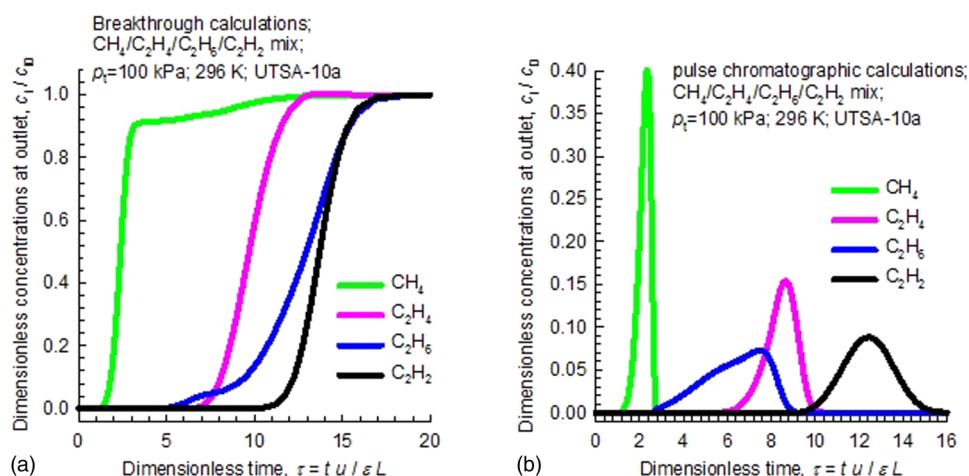 Breakthrough calculations;
CH₄/C₂H₄/C₂H₆/C₂H₂ mix;
pₜ=100 kPa; 296 K; UTSA-10a
Dimensionless concentrations at outlet, cᵢ / cᵢ₀
1.0
0.8
0.6
0.4
0.2
0.0
CH₄
C₂H₄
C₂H₆
C₂H₂
0 5 10 15 20
(a) Dimensionless time, τ = t u / ε L
pulse chromatographic calculations;
CH₄/C₂H₄/C₂H₆/C₂H₂ mix;
pₜ=100 kPa; 296 K; UTSA-10a
Dimensionless concentrations at outlet, cᵢ / cᵢ₀
0.40
0.35
0.30
0.25
0.20
0.15
0.10
0.05
0.00
CH₄
C₂H₄
C₂H₆
C₂H₂
0 2 4 6 8 10 12 14 16
(b) Dimensionless time, τ = t u / ε L